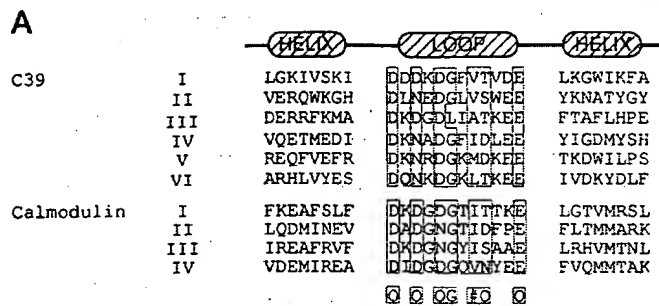 A
HELIX LOOP HELIX
C39 I LGKIVSKI DDDKDGFVTVDE LKGWIKFA
II VERQWKGH DLNEDGLVSWEE YKNATYGY
III DERRFKMA DKDGDLIATKEE FTAFLHPE
IV VQETMEDI DKNADGFIDLEE YIGDMYSH
V REQFVEFR DKNRDGKMDKEE TKDWILPS
VI ARHLVYES DQNKDGKLTKEE IVDKYDLF
Calmodulin I FKEAFSLF DKDGDGTITTKE LGTVMRSL
II LQDMINEV DADGNGTIDFPE FLTMMARK
III IREAFRVF DKDGNGYISAAE LRHVMTNL
IV VDEMIREA DIDGDGQVNYEE FVQMMTAK
O O OG #O O